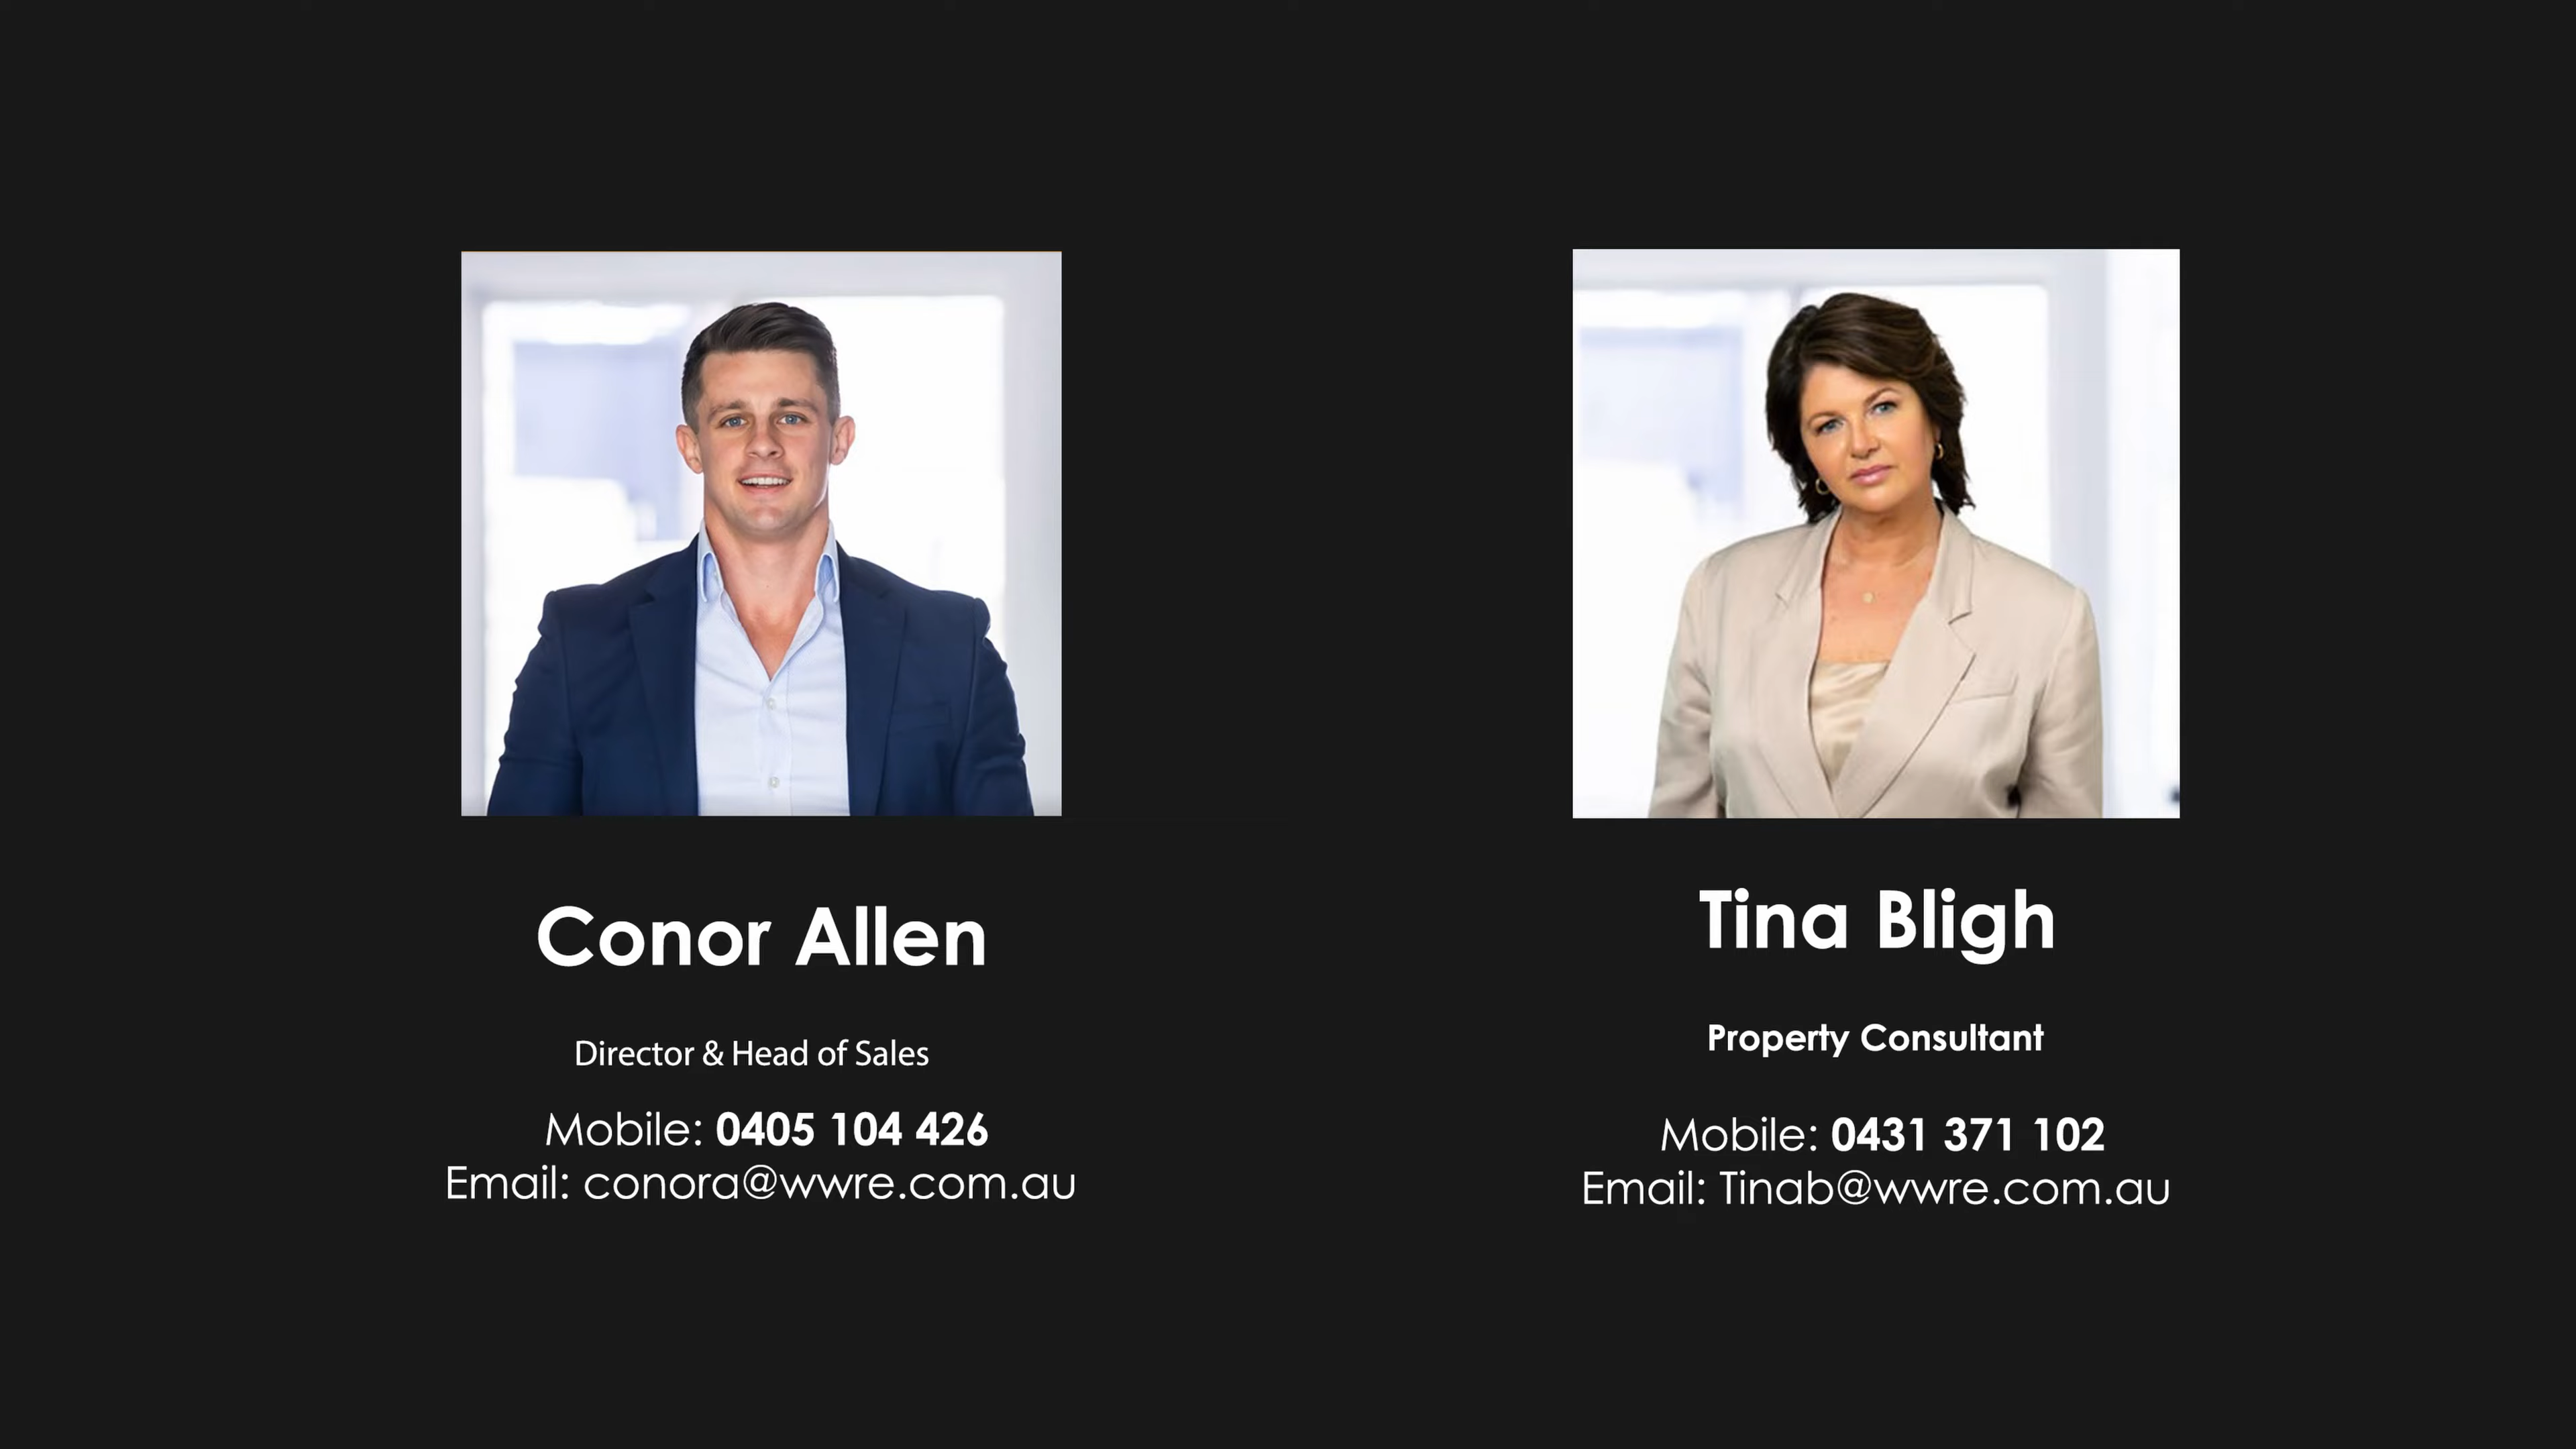 Conor Allen
Director & Head of Sales
Mobile: 0405 104 426
Email: conora@wwre.com.au
Tina Bligh
Property Consultant
Mobile: 0431 371 102
Email: Tinab@wwre.com.au